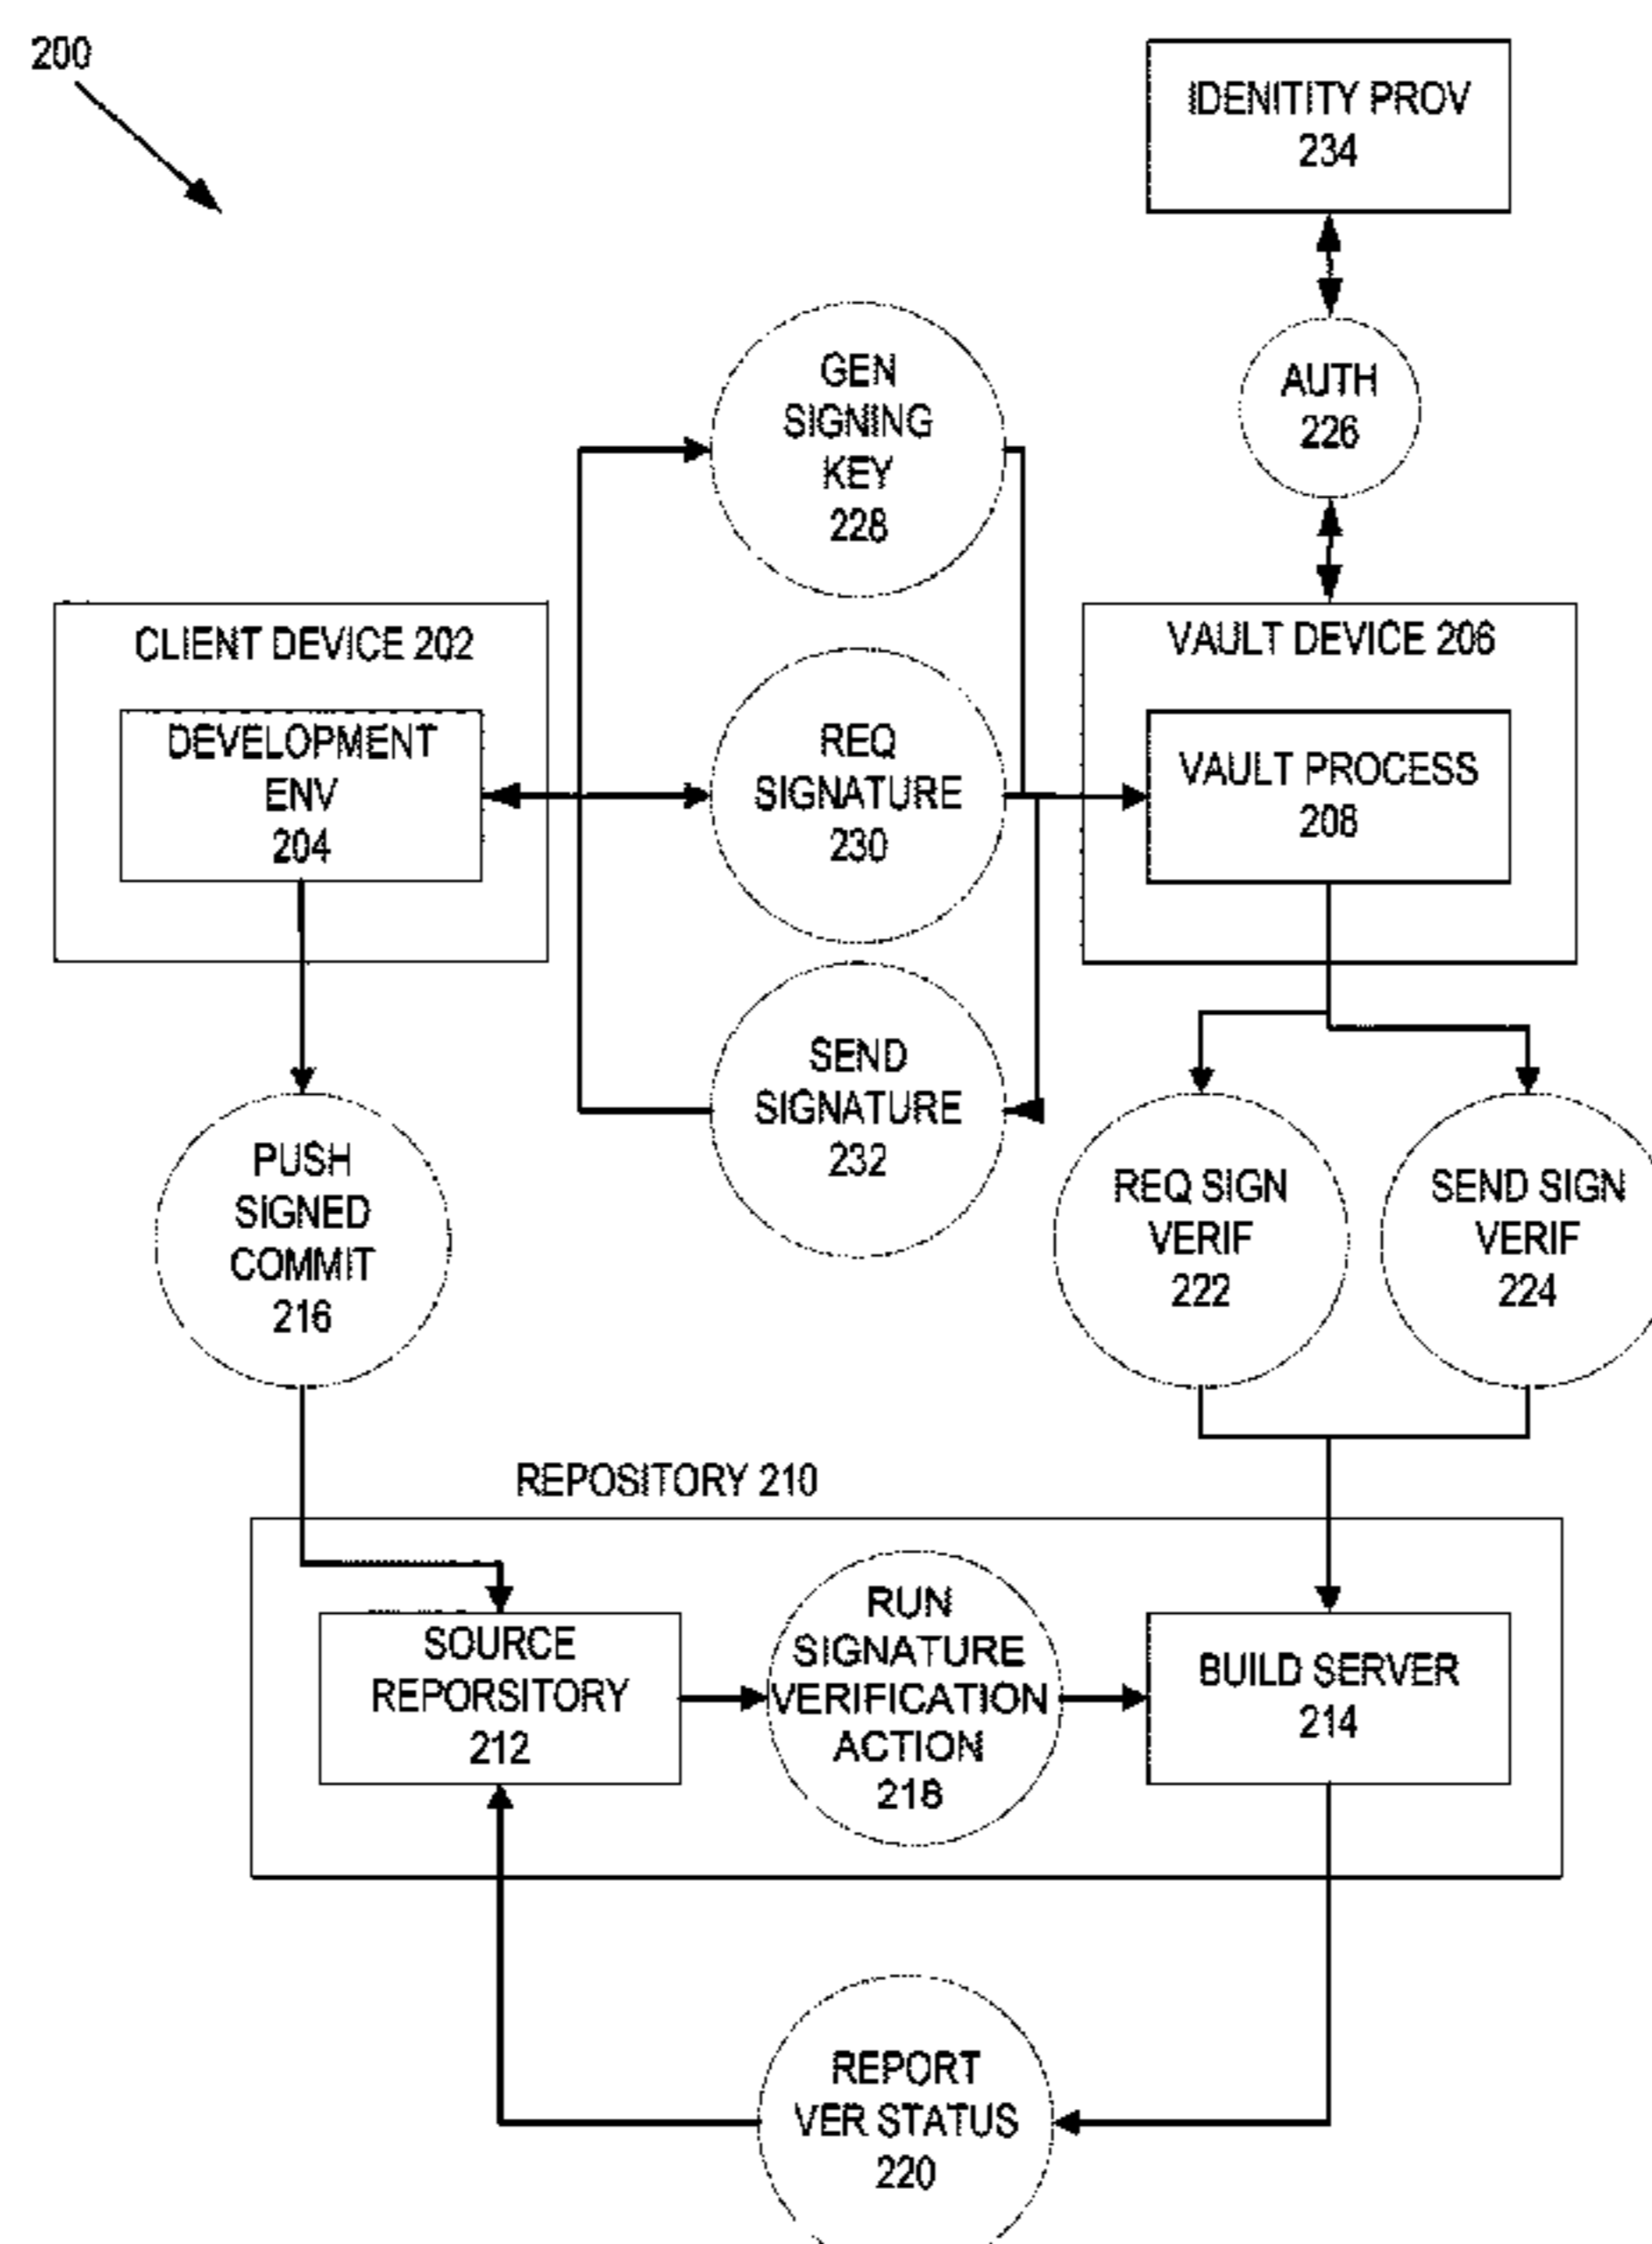 200
IDENITITY PROV
234
AUTH
226
GEN
SIGNING
KEY
228
CLIENT DEVICE 202
DEVELOPMENT
ENV
204
REQ
SIGNATURE
230
VAULT DEVICE 206
VAULT PROCESS
208
SEND
SIGNATURE
232
PUSH
SIGNED
COMMIT
216
REQ SIGN
VERIF
222
SEND SIGN
VERIF
224
REPOSITORY 210
SOURCE
REPORSITORY
212
RUN
SIGNATURE
VERIFICATION
ACTION
218
BUILD SERVER
214
REPORT
VER STATUS
220